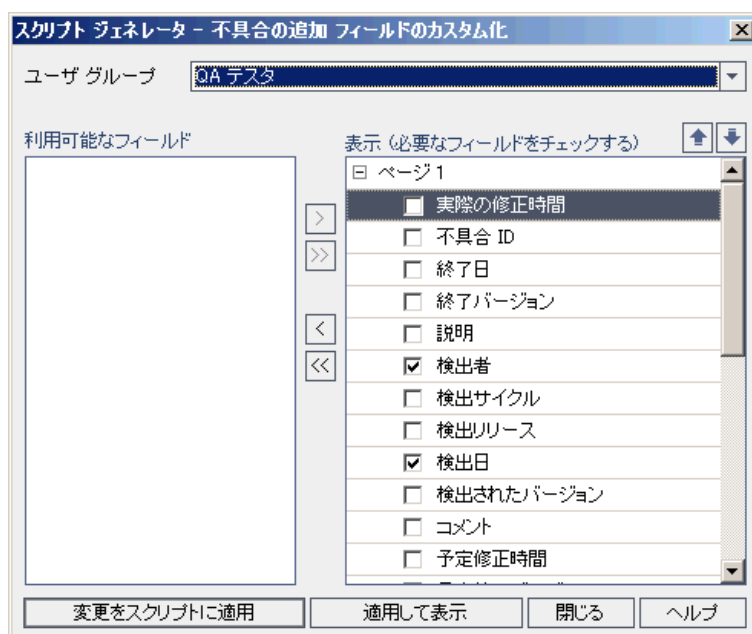 スクリプト ジェネレータ - 不具合の追加 フィールドのカスタム化
ユーザ グループ
QA テスタ
利用可能なフィールド
表示 (必要なフィールドをチェックする)
ページ 1
実際の修正時間
不具合 ID
終了日
終了バージョン
説明
検出者
検出サイクル
検出リリース
検出日
検出されたバージョン
コメント
予定修正時間
>
>>
<
<<
変更をスクリプトに適用
適用して表示
閉じる
ヘルプ